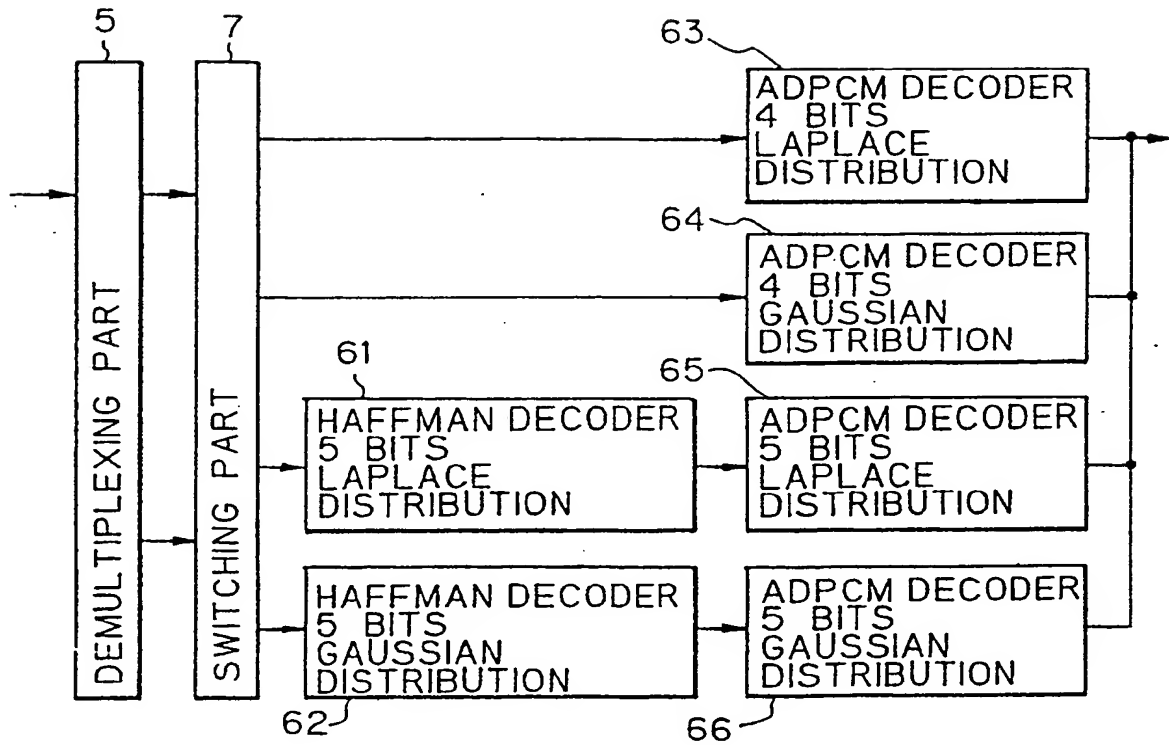 5
7
63
ADPCM DECODER
4 BITS
LAPLACE
DISTRIBUTION
64
ADPCM DECODER
4 BITS
GAUSSIAN
DISTRIBUTION
61
HAFFMAN DECODER
5 BITS
LAPLACE
DISTRIBUTION
65
ADPCM DECODER
5 BITS
LAPLACE
DISTRIBUTION
HAFFMAN DECODER
5 BITS
GAUSSIAN
DISTRIBUTION
62
ADPCM DECODER
5 BITS
GAUSSIAN
DISTRIBUTION
66
DEMULTIPLEXING PART
SWITCHING PART